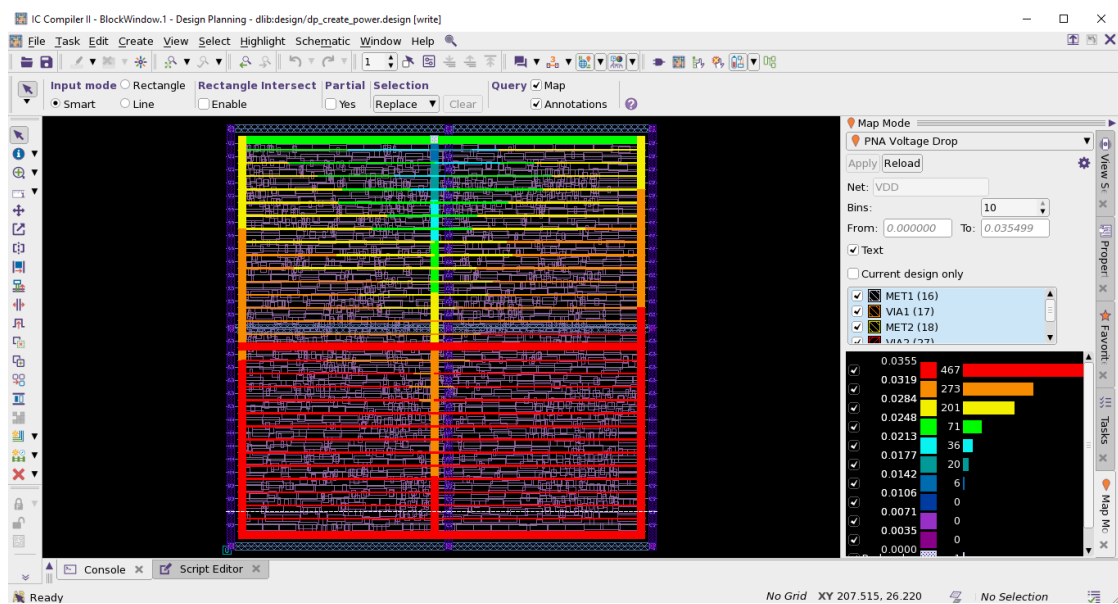 IC Compiler II - BlockWindow.1 - Design Planning - dlib:design/dp_create_power.design [write]
File Task Edit Create View Select Highlight Schematic Window Help
1
Input mode Rectangle Rectangle Intersect Partial Selection Query Map
Smart Line Enable Yes Replace Clear Annotations
Map Mode
PNA Voltage Drop
Apply Reload
Net: VDD
Bins: 10
From: 0.000000 To: 0.035499
Text
Current design only
MET1 (16)
VIA1 (17)
MET2 (18)
VIA2 (27)
0.0355
467
0.0319
273
0.0284
201
0.0248
71
0.0213
36
0.0177
20
0.0142
6
0.0106
0
0.0071
0
0.0035
0
0.0000
1
View Se
Proper
Favorit
Tasks
Map Mo
Console Script Editor
Ready No Grid XY 207.515, 26.220 No Selection